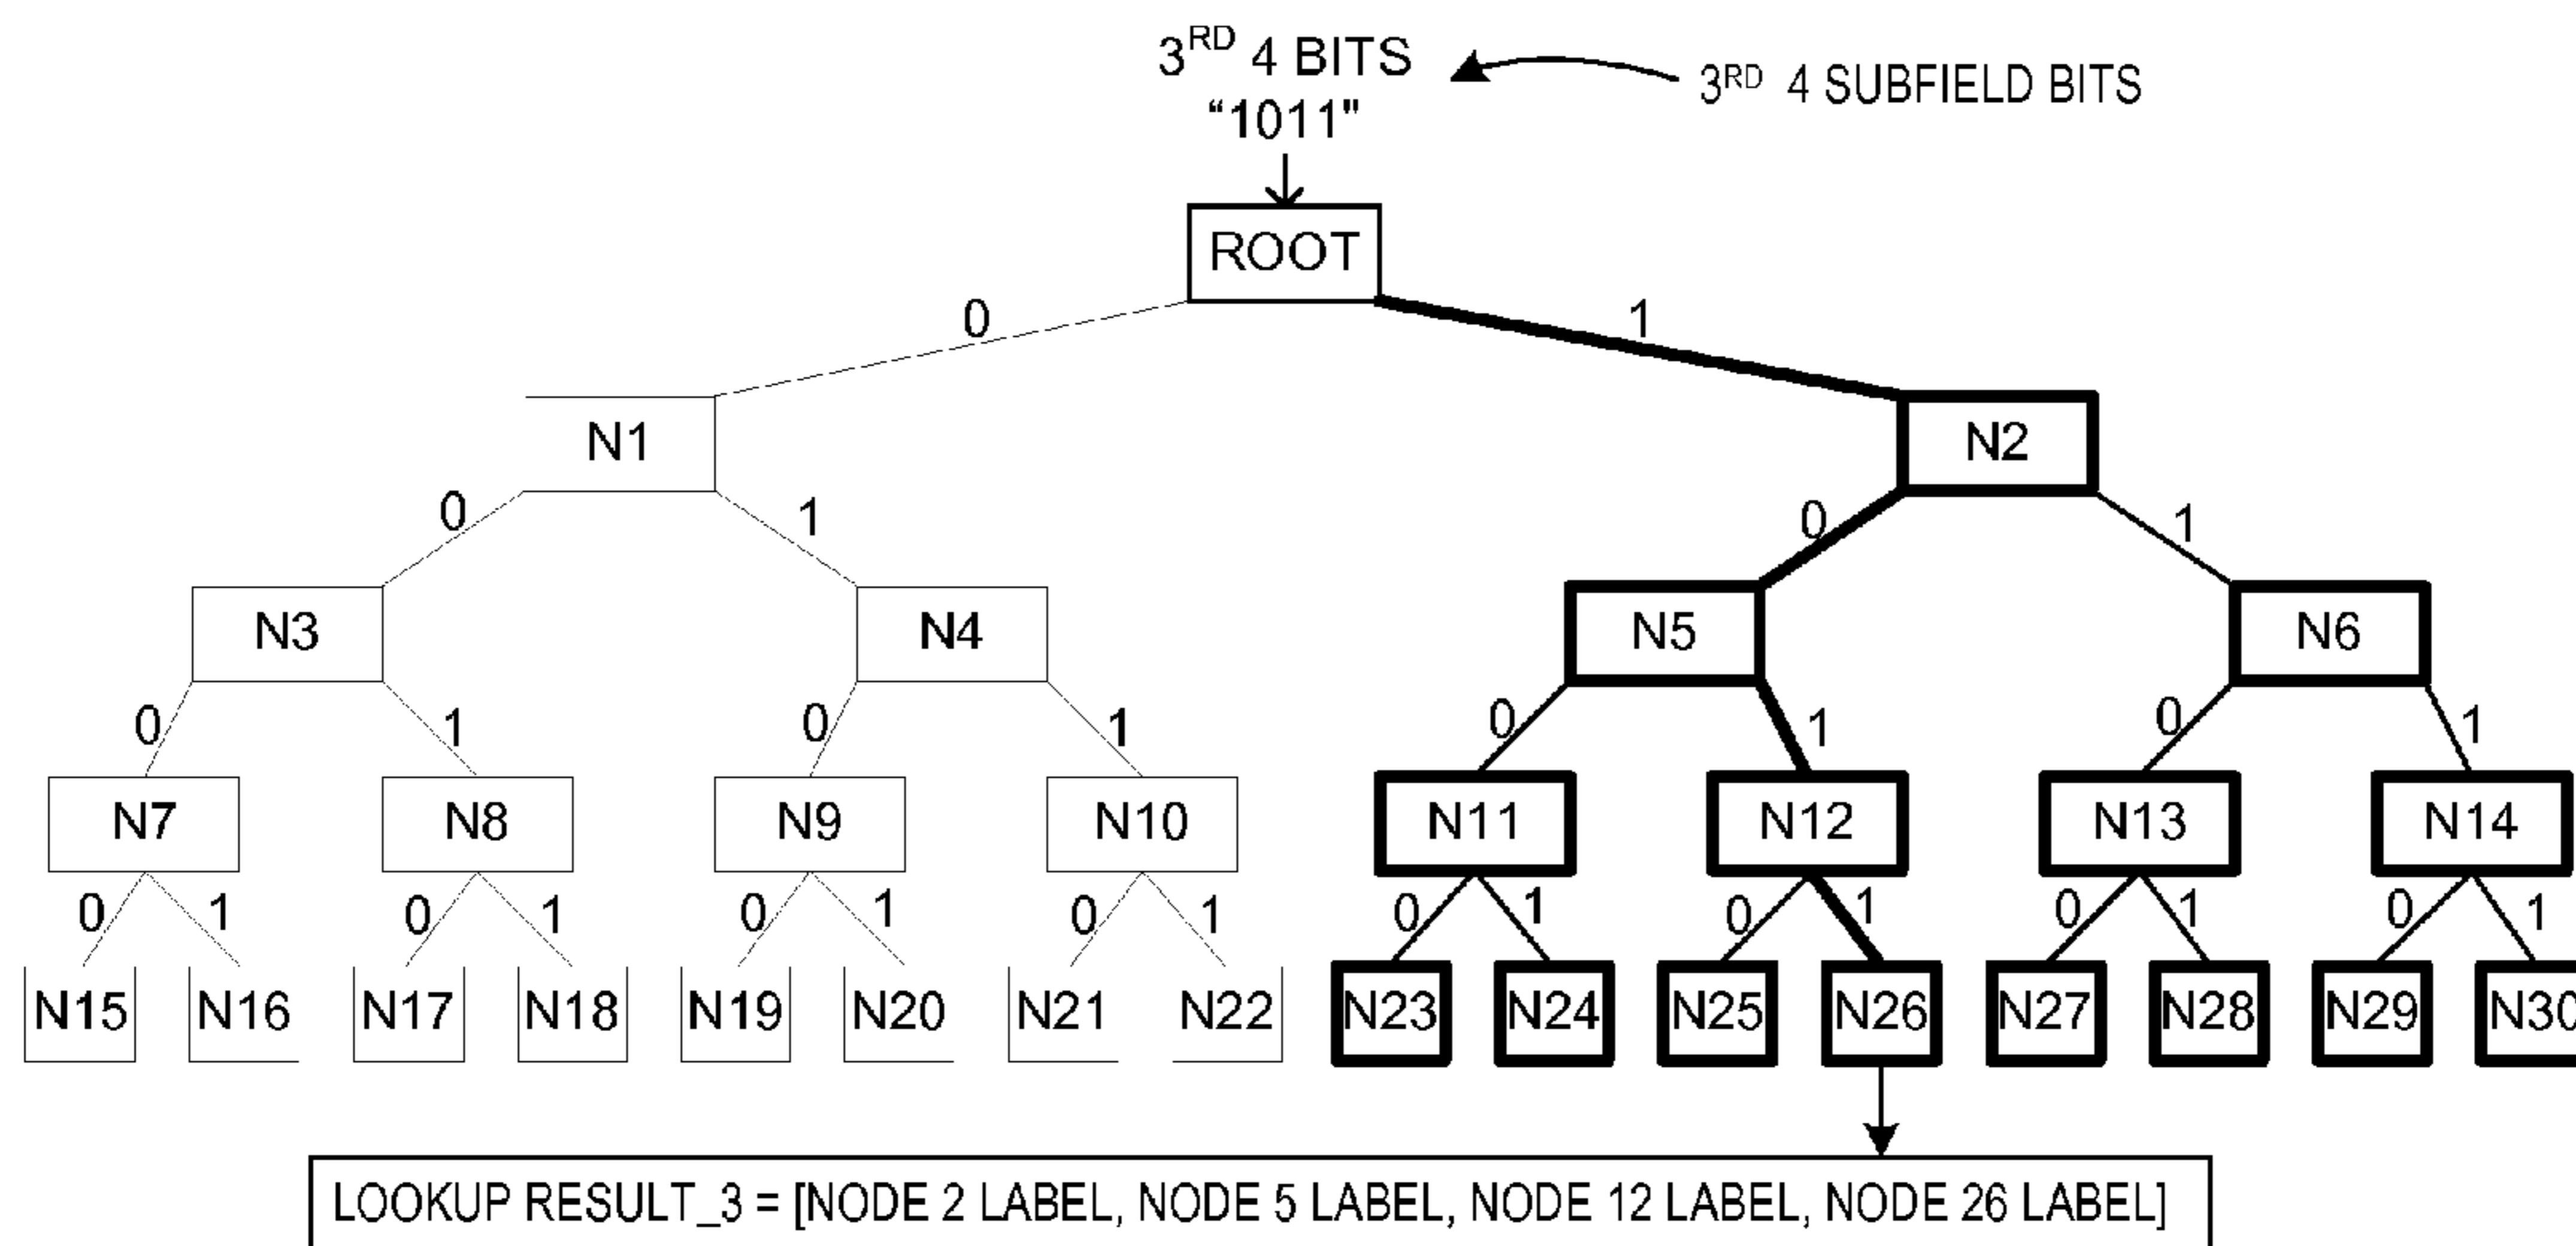 3RD 4 BITS
3RD 4 SUBFIELD BITS
“1011"
ROOT
0 1
N1 N2
0 1 0 1
N3 N4 N5 N6
0 1 0 1 0 1 0 1
N7 N8 N9 N10 N11 N12 N13 N14
0 1 0 1 0 1 0 1 0 1 0 1 0 1 0 1
N15 N16 N17 N18 N19 N20 N21 N22 N23 N24 N25 N26 N27 N28 N29 N30
LOOKUP RESULT_3 = [NODE 2 LABEL, NODE 5 LABEL, NODE 12 LABEL, NODE 26 LABEL]